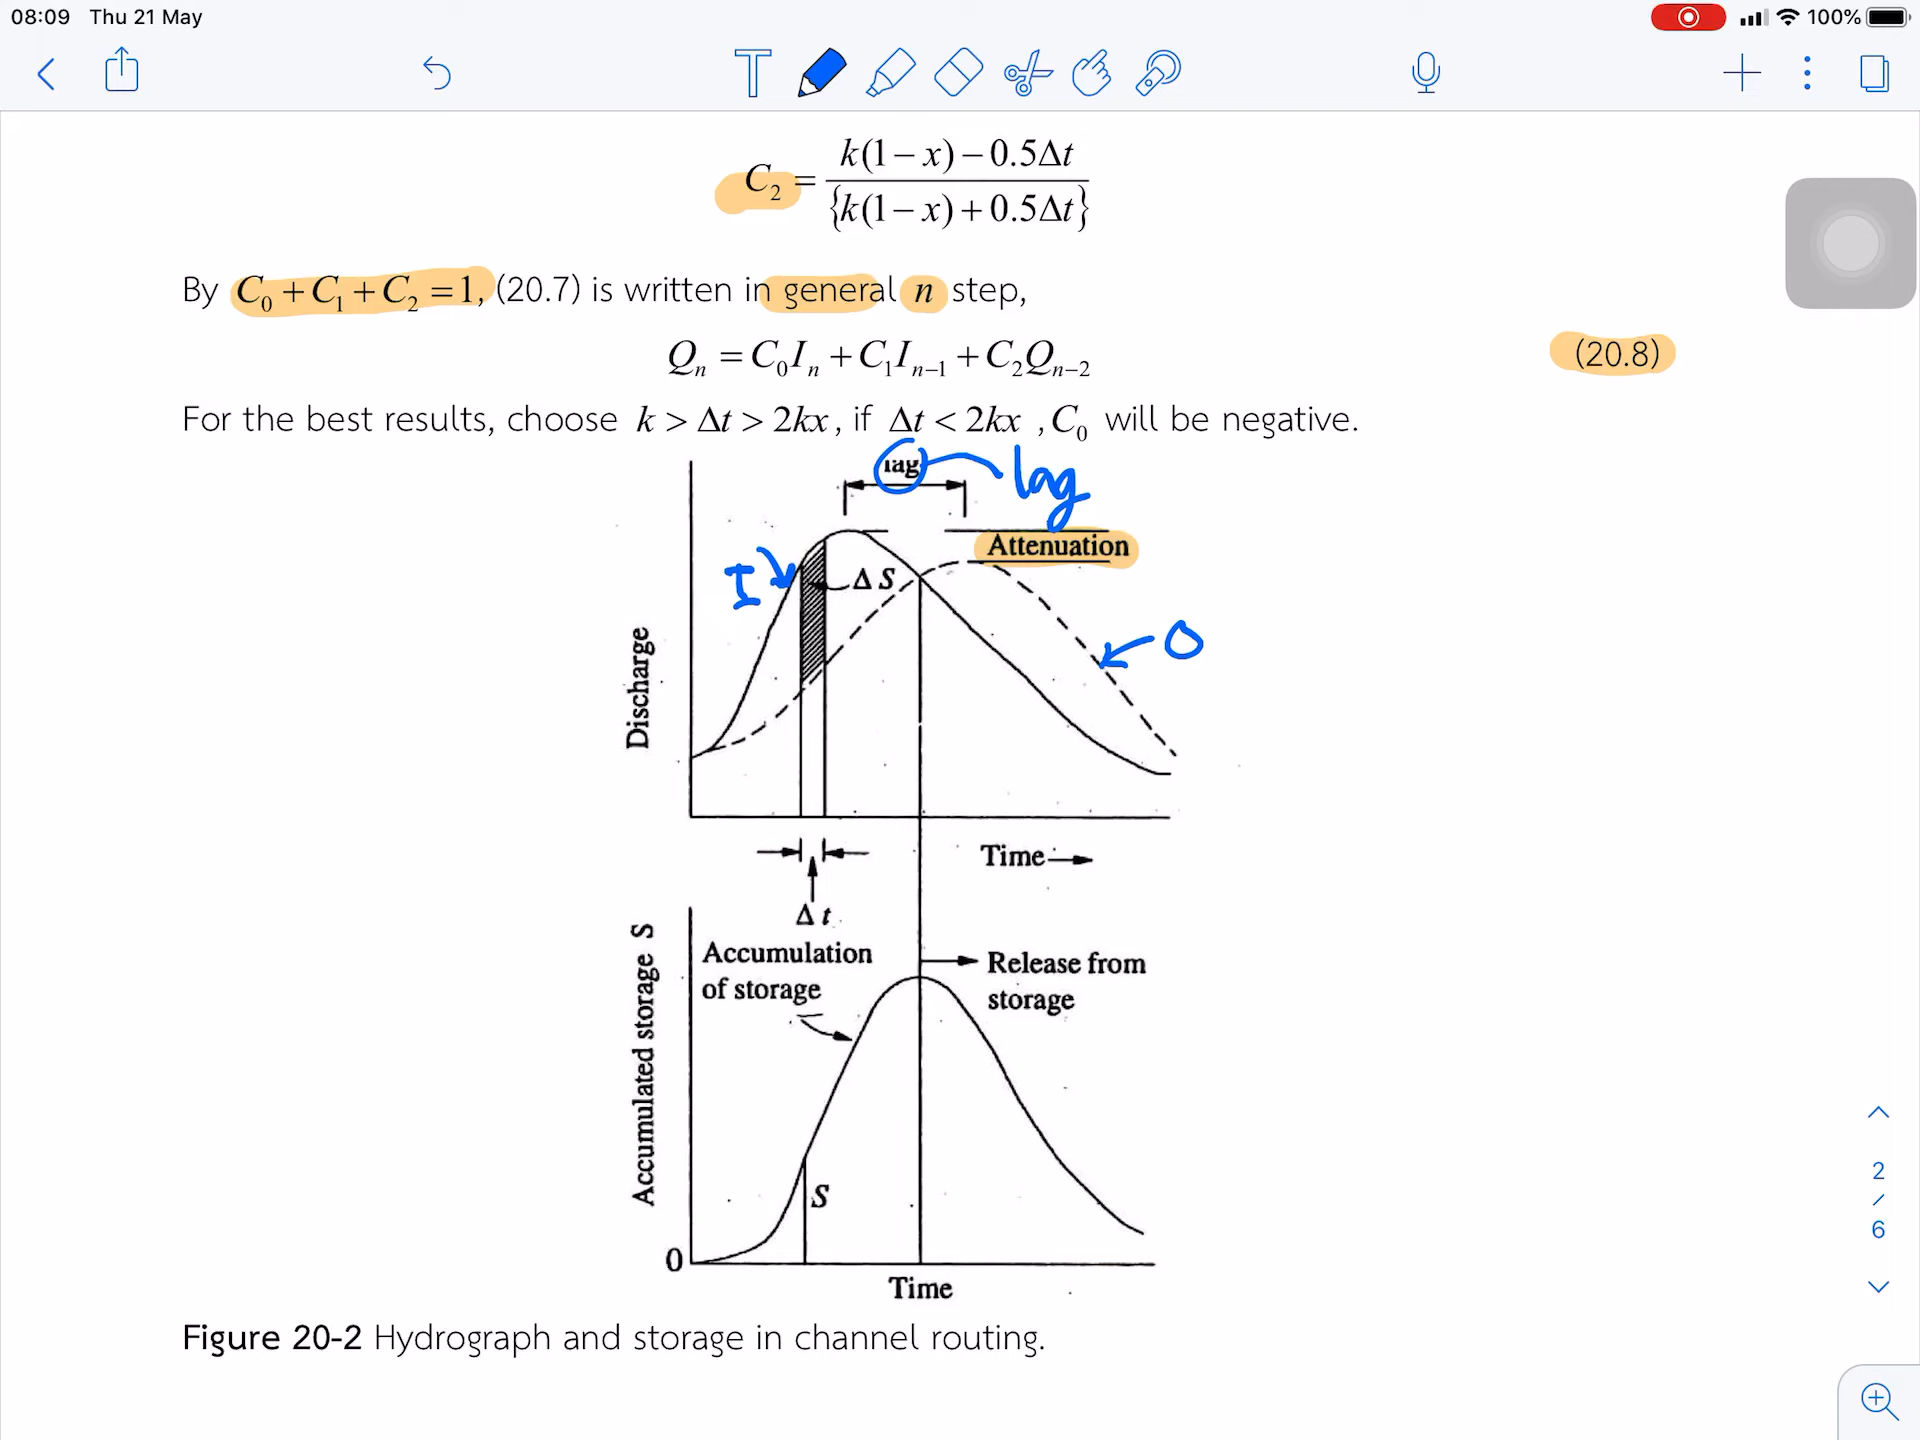 08:09 Thu 21 May
100%
T
C₂ = k(1−x)−0.5Δt / {k(1−x)+0.5Δt}
By C₀+C₁+C₂=1, (20.7) is written in general n step,
Qₙ = C₀Iₙ + C₁Iₙ₋₁ + C₂Qₙ₋₂ (20.8)
For the best results, choose k > Δt > 2kx, if Δt < 2kx , C₀ will be negative.
lag lag
Attenuation
I
ΔS
O
Discharge
Time
Δt
Accumulated storage S
Accumulation
of storage
Release from
storage
S
0
Time
2
/
6
Figure 20-2 Hydrograph and storage in channel routing.